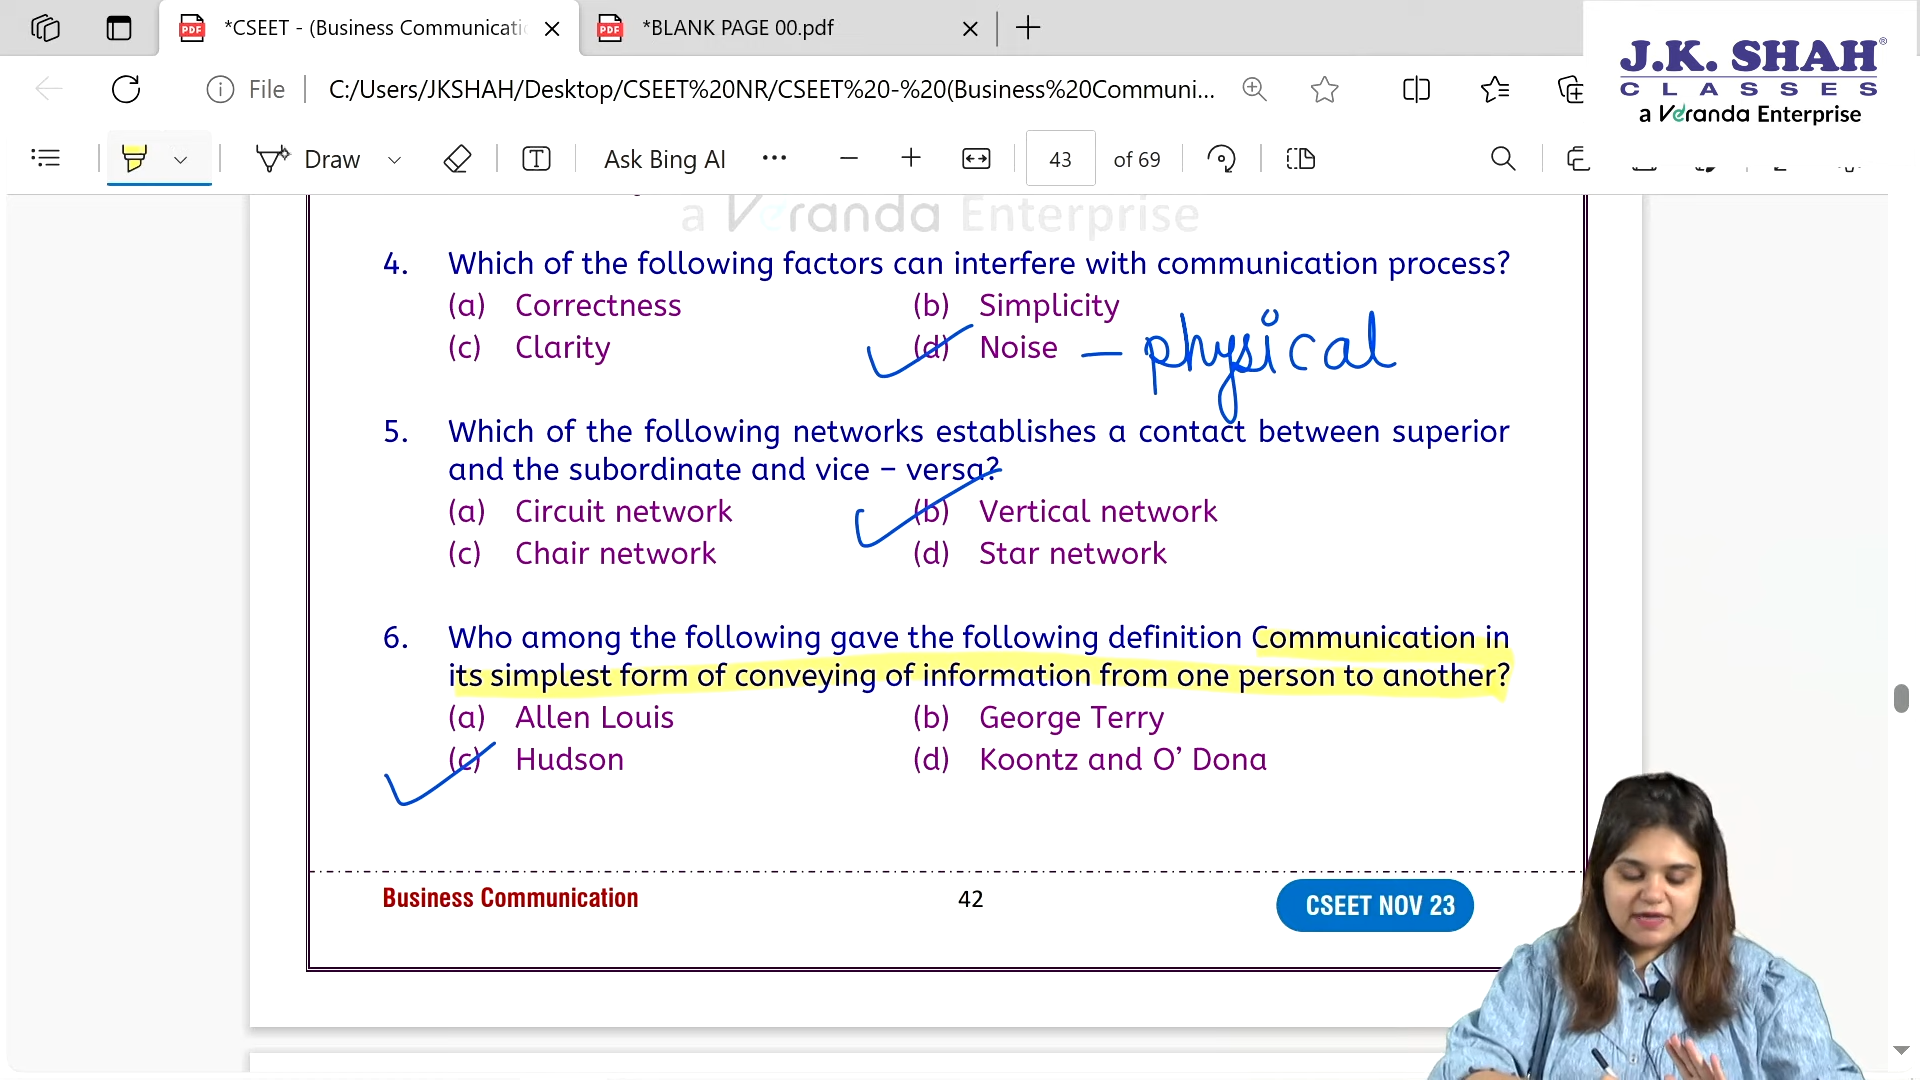 *CSEET - (Business Communicati
*BLANK PAGE 00.pdf
J.K. SHAH®
CLASSES
a Veranda Enterprise
File
C:/Users/JKSHAH/Desktop/CSEET%20NR/CSEET%20-%20(Business%20Communi...
Draw
Ask Bing AI
43 of 69
a Veranda Enterprise
4. Which of the following factors can interfere with communication process?
(a) Correctness (b) Simplicity
(c) Clarity (d) Noise – physical
5. Which of the following networks establishes a contact between superior
and the subordinate and vice – versa?
(a) Circuit network (b) Vertical network
(c) Chair network (d) Star network
6. Who among the following gave the following definition Communication in
its simplest form of conveying of information from one person to another?
(a) Allen Louis (b) George Terry
(c) Hudson (d) Koontz and O’ Dona
Business Communication 42 CSEET NOV 23